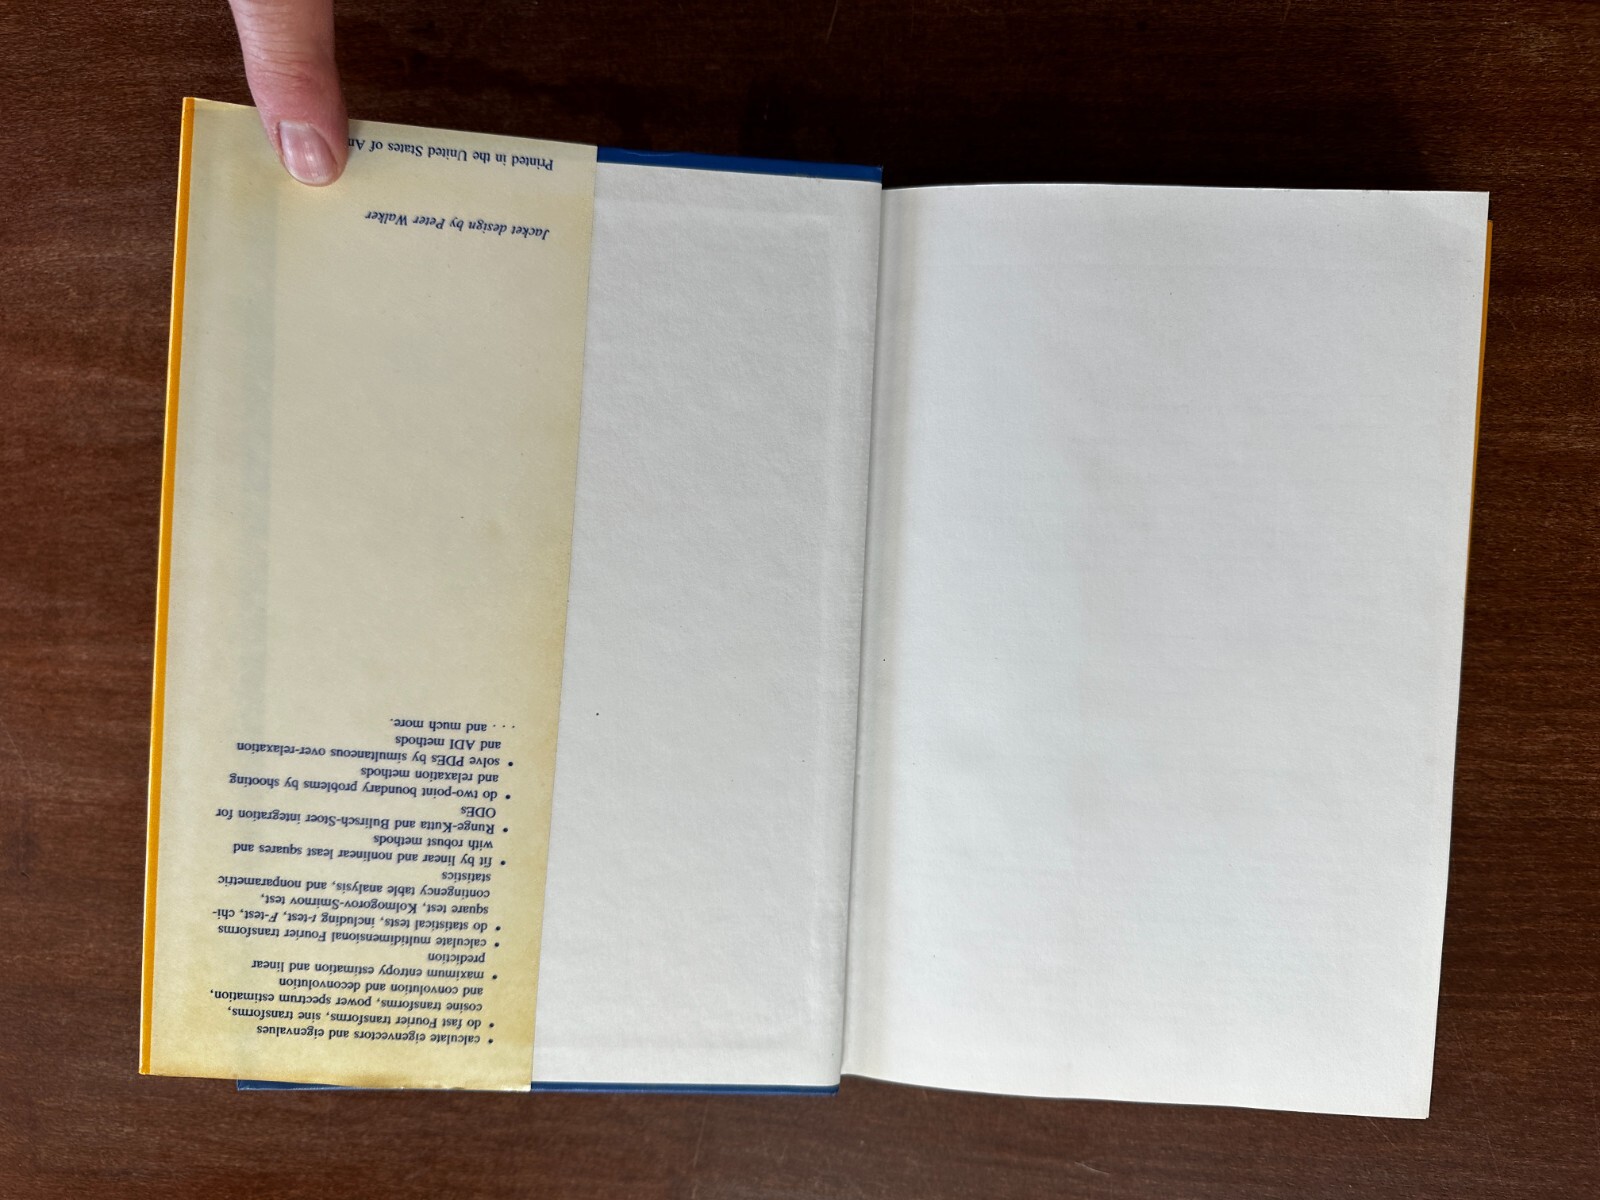 • calculate eigenvectors and eigenvalues
• do fast Fourier transforms, sine transforms,
cosine transforms, power spectrum estimation,
and convolution and deconvolution
• maximum entropy estimation and linear
prediction
• calculate multidimensional Fourier transforms
• do statistical tests, including t-test, F-test, chi-
square test, Kolmogorov-Smirnov test,
contingency table analysis, and nonparametric
statistics
• fit by linear and nonlinear least squares and
with robust methods
• Runge-Kutta and Bulirsch-Stoer integration for
ODEs
• do two-point boundary problems by shooting
and relaxation methods
• solve PDEs by simultaneous over-relaxation
and ADI methods
. . . and much more.
Jacket design by Peter Walker
Printed in the United States of